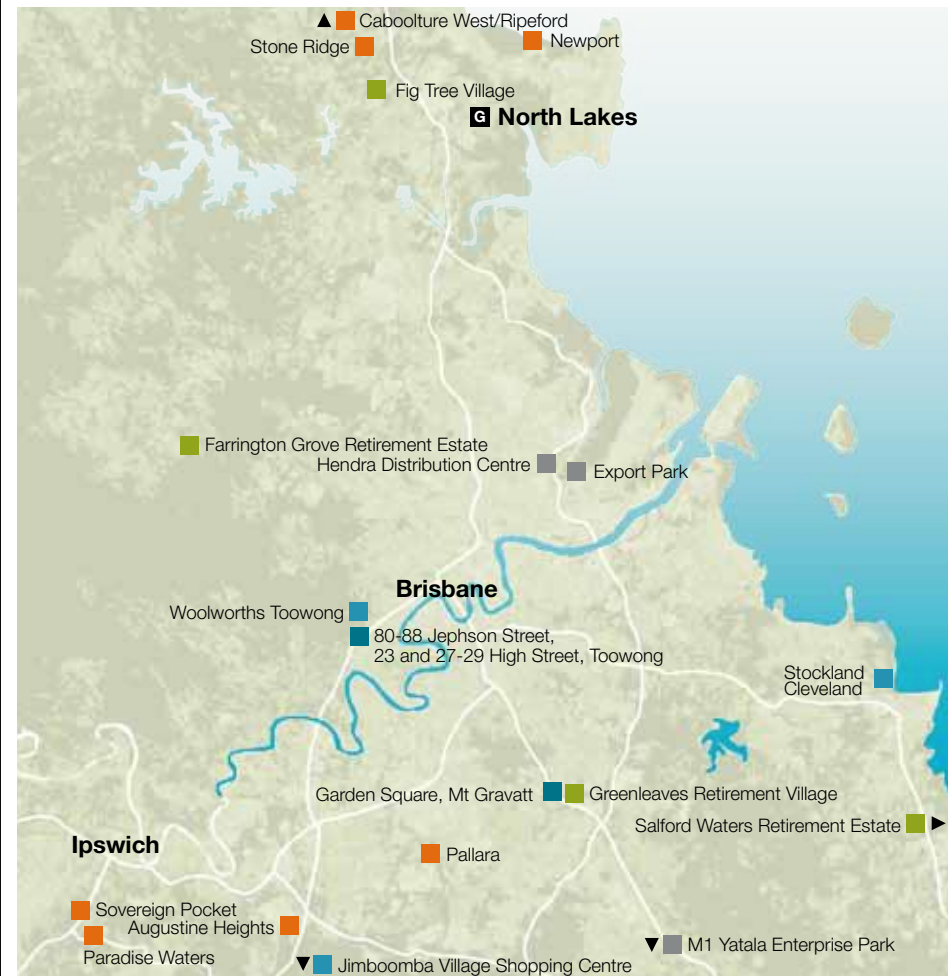 Caboolture West/Ripeford
Stone Ridge
Newport
Fig Tree Village
G North Lakes
Farrington Grove Retirement Estate
Hendra Distribution Centre
Export Park
Brisbane
Woolworths Toowong
80-88 Jephson Street,
23 and 27-29 High Street, Toowong
Stockland
Cleveland
Garden Square, Mt Gravatt
Greenleaves Retirement Village
Salford Waters Retirement Estate
Ipswich
Pallara
Sovereign Pocket
Augustine Heights
Paradise Waters
M1 Yatala Enterprise Park
Jimboomba Village Shopping Centre